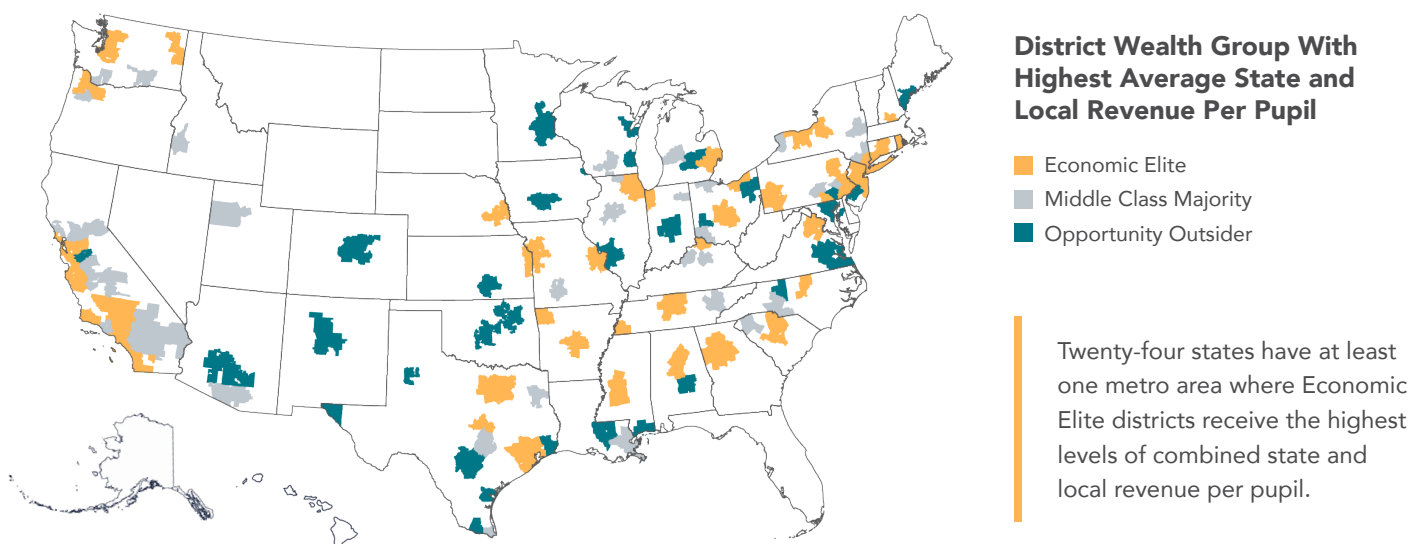 District Wealth Group With
Highest Average State and
Local Revenue Per Pupil
Economic Elite
Middle Class Majority
Opportunity Outsider
Twenty-four states have at least
one metro area where Economic
Elite districts receive the highest
levels of combined state and
local revenue per pupil.